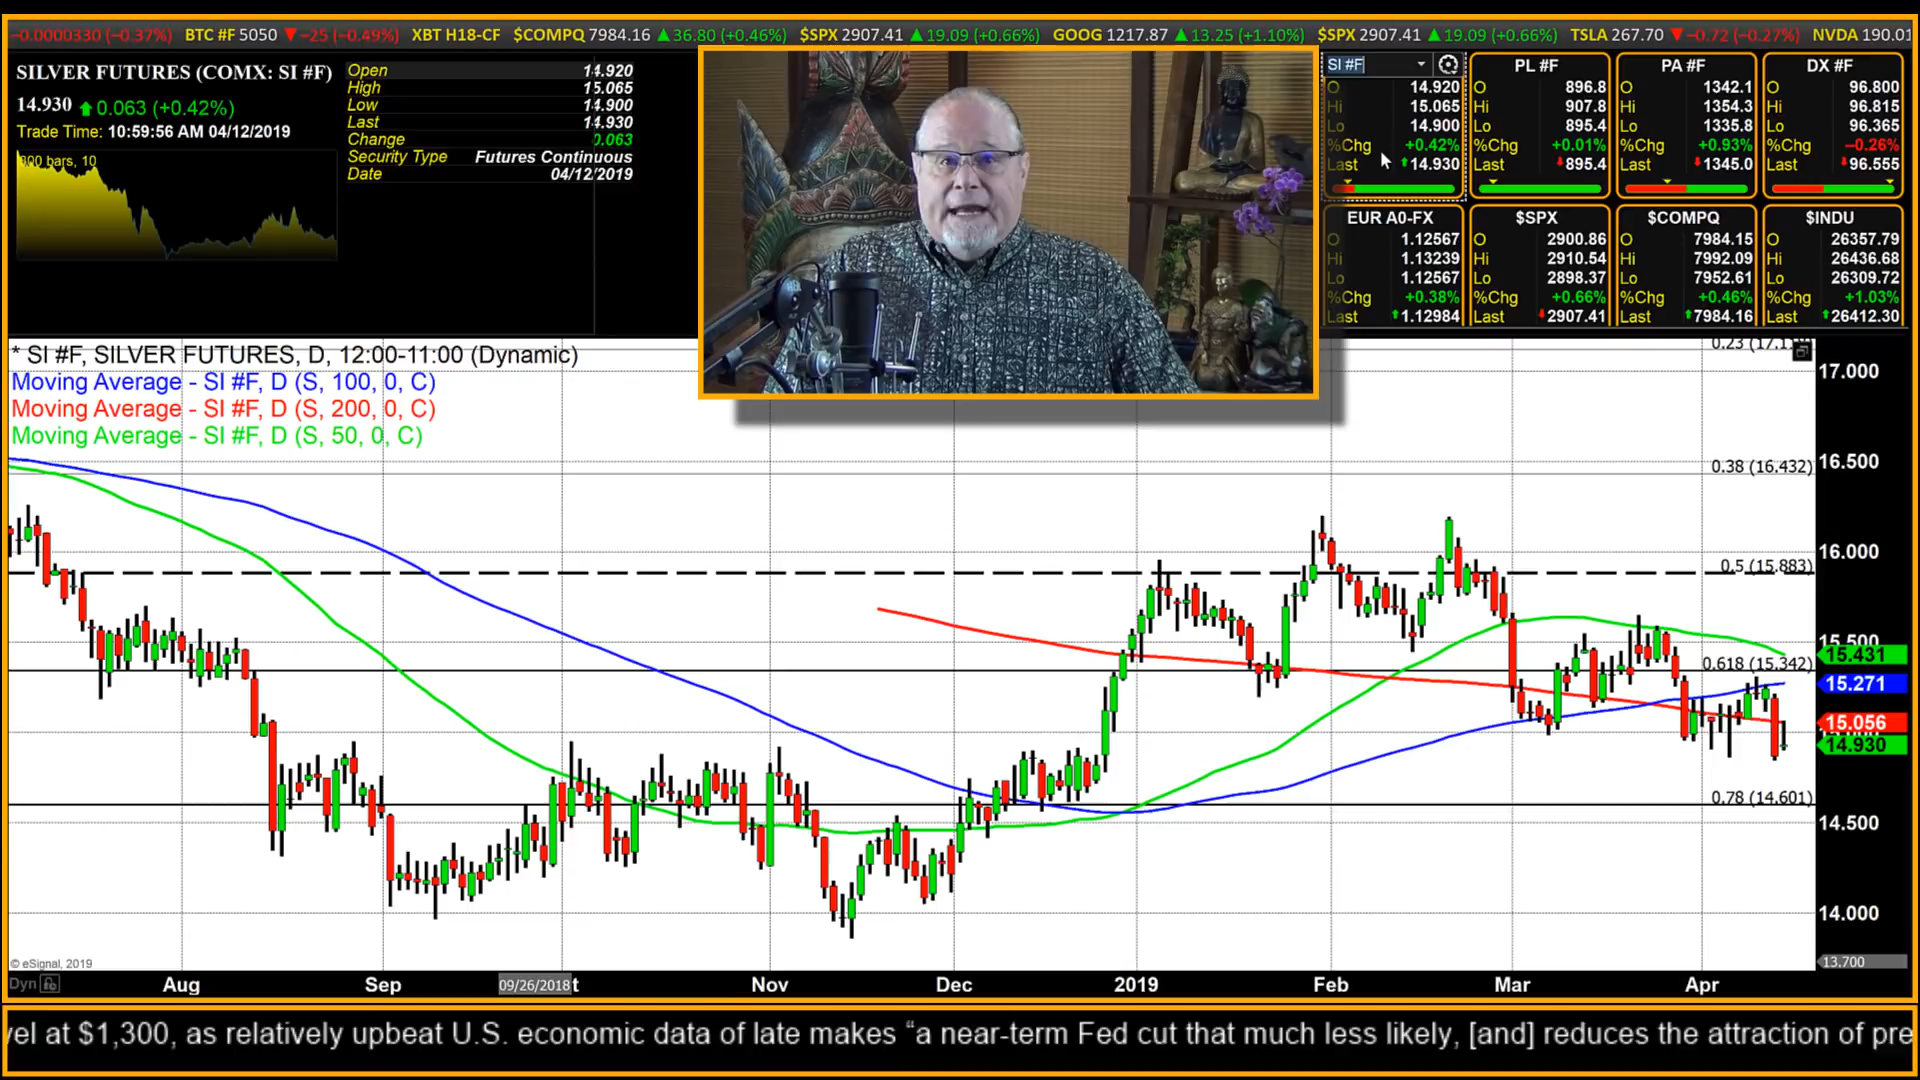 -0.0000330 (-0.37%) BTC #F 5050 -25 (-0.49%) XBT H18-CF $COMPQ 7984.16 36.80 (+0.46%) $SPX 2907.41 19.09 (+0.66%) GOOG 1217.87 13.25 (+1.10%) $SPX 2907.41 19.09 (+0.66%) TSLA 267.70 -0.72 (-0.27%) NVDA 190.01
SILVER FUTURES (COMX: SI #F)
14.930 0.063 (+0.42%)
Trade Time: 10:59:56 AM 04/12/2019
300 bars, 10
Open 14.920
High 15.065
Low 14.900
Last 14.930
Change 0.063
Security Type Futures Continuous
Date 04/12/2019
SI #F
O 14.920
Hi 15.065
Lo 14.900
%Chg +0.42%
Last 14.930
PL #F
O 896.8
Hi 907.8
Lo 895.4
%Chg +0.01%
Last 895.4
PA #F
O 1342.1
Hi 1354.3
Lo 1335.8
%Chg +0.93%
Last 1345.0
DX #F
O 96.800
Hi 96.815
Lo 96.365
%Chg -0.26%
Last 96.555
EUR A0-FX
O 1.12567
Hi 1.13239
Lo 1.12567
%Chg +0.38%
Last 1.12984
$SPX
O 2900.86
Hi 2910.54
Lo 2898.37
%Chg +0.66%
Last 2907.41
$COMPQ
O 7984.15
Hi 7992.09
Lo 7952.61
%Chg +0.46%
Last 7984.16
$INDU
O 26357.79
Hi 26436.68
Lo 26309.72
%Chg +1.03%
Last 26412.30
* SI #F, SILVER FUTURES, D, 12:00-11:00 (Dynamic)
Moving Average - SI #F, D (S, 100, 0, C)
Moving Average - SI #F, D (S, 200, 0, C)
Moving Average - SI #F, D (S, 50, 0, C)
17.000
0.38 (16.432)
16.500
16.000
0.5 (15.883)
15.500
15.431
0.618 (15.342)
15.271
15.056
14.930
0.78 (14.601)
14.500
14.000
13.700
© eSignal, 2019
Dyn
Aug Sep 09/26/2018 t Nov Dec 2019 Feb Mar Apr
vel at $1,300, as relatively upbeat U.S. economic data of late makes “a near-term Fed cut that much less likely, [and] reduces the attraction of pre